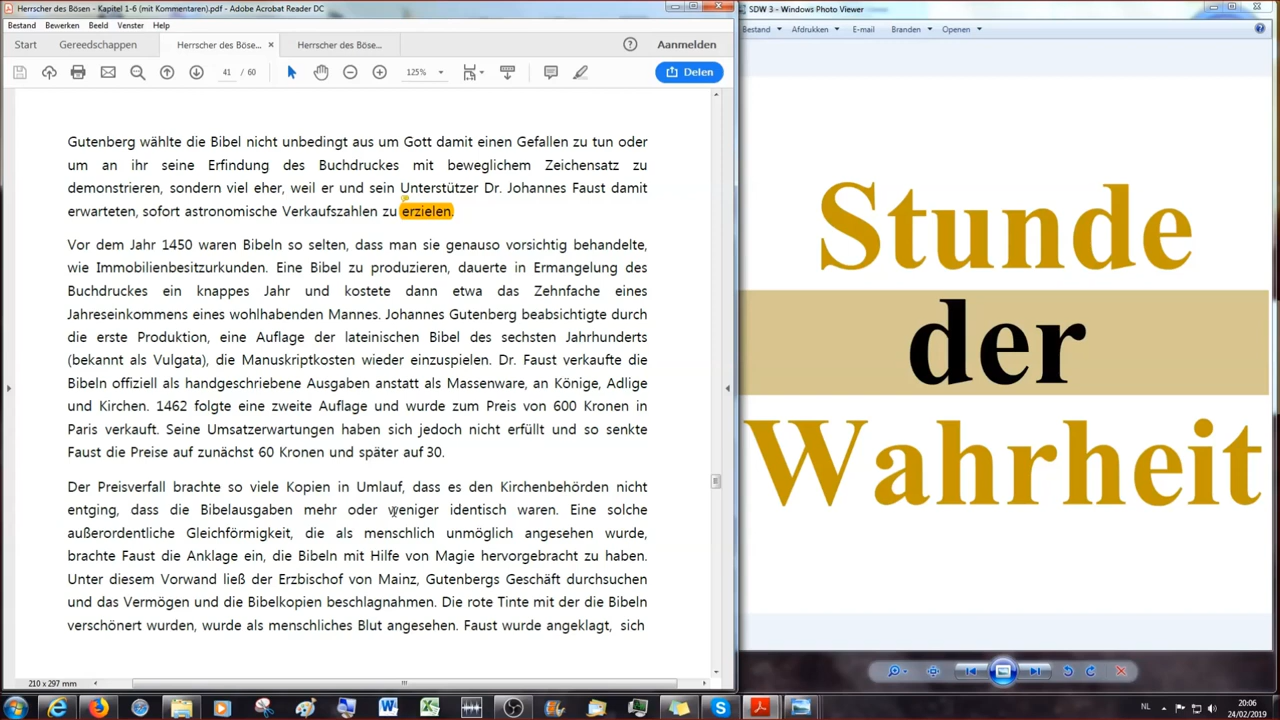 Herrscher des Bösen - Kapitel 1-6 (mit Kommentaren).pdf - Adobe Acrobat Reader DC
Bestand Bewerken Beeld Venster Help
Start Gereedschappen Herrscher des Böse... × Herrscher des Böse... ? Aanmelden
41 / 60 125% Delen
Gutenberg wählte die Bibel nicht unbedingt aus um Gott damit einen Gefallen zu tun oder
um an ihr seine Erfindung des Buchdruckes mit beweglichem Zeichensatz zu
demonstrieren, sondern viel eher, weil er und sein Unterstützer Dr. Johannes Faust damit
erwarteten, sofort astronomische Verkaufszahlen zu erzielen.
Vor dem Jahr 1450 waren Bibeln so selten, dass man sie genauso vorsichtig behandelte,
wie Immobilienbesitzurkunden. Eine Bibel zu produzieren, dauerte in Ermangelung des
Buchdruckes ein knappes Jahr und kostete dann etwa das Zehnfache eines
Jahreseinkommens eines wohlhabenden Mannes. Johannes Gutenberg beabsichtigte durch
die erste Produktion, eine Auflage der lateinischen Bibel des sechsten Jahrhunderts
(bekannt als Vulgata), die Manuskriptkosten wieder einzuspielen. Dr. Faust verkaufte die
Bibeln offiziell als handgeschriebene Ausgaben anstatt als Massenware, an Könige, Adlige
und Kirchen. 1462 folgte eine zweite Auflage und wurde zum Preis von 600 Kronen in
Paris verkauft. Seine Umsatzerwartungen haben sich jedoch nicht erfüllt und so senkte
Faust die Preise auf zunächst 60 Kronen und später auf 30.
Der Preisverfall brachte so viele Kopien in Umlauf, dass es den Kirchenbehörden nicht
entging, dass die Bibelausgaben mehr oder weniger identisch waren. Eine solche
außerordentliche Gleichförmigkeit, die als menschlich unmöglich angesehen wurde,
brachte Faust die Anklage ein, die Bibeln mit Hilfe von Magie hervorgebracht zu haben.
Unter diesem Vorwand ließ der Erzbischof von Mainz, Gutenbergs Geschäft durchsuchen
und das Vermögen und die Bibelkopien beschlagnahmen. Die rote Tinte mit der die Bibeln
verschönert wurden, wurde als menschliches Blut angesehen. Faust wurde angeklagt, sich
210 x 297 mm
SDW 3 - Windows Photo Viewer
Bestand Afdrukken E-mail Branden Openen
Stunde
der
Wahrheit
NL
20:06
24/02/2019